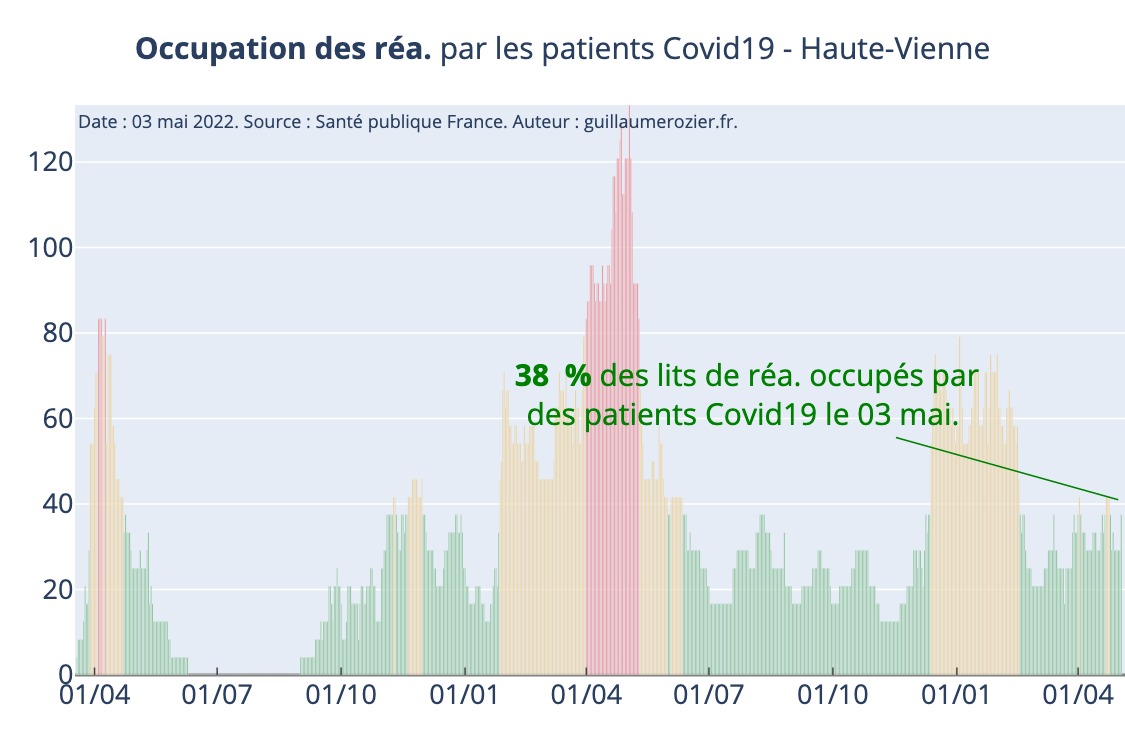 Occupation des réa. par les patients Covid19 - Haute-Vienne
Date : 03 mai 2022. Source : Santé publique France. Auteur : guillaumerozier.fr.
120
100
80
38 % des lits de réa. occupés par
des patients Covid19 le 03 mai.
60
40
20
0
01/04 01/07 01/10 01/01 01/04 01/07 01/10 01/01 01/04